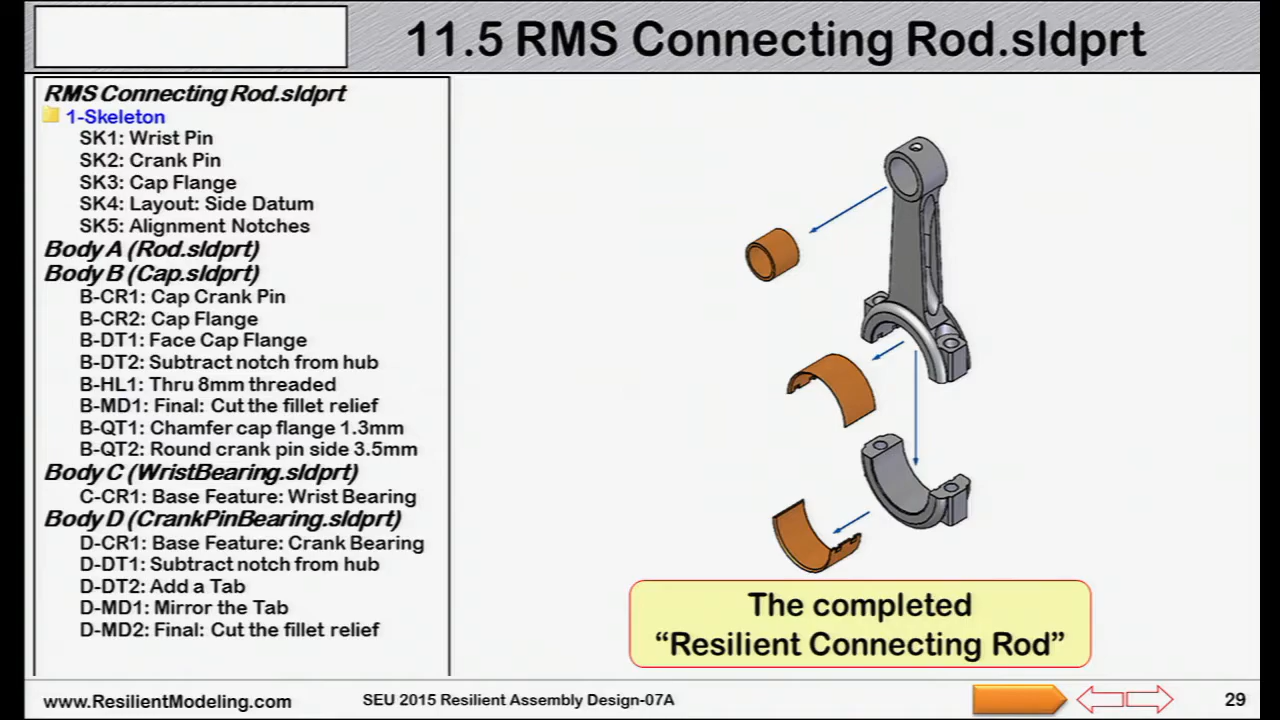 11.5 RMS Connecting Rod.sldprt
RMS Connecting Rod.sldprt
1-Skeleton
SK1: Wrist Pin
SK2: Crank Pin
SK3: Cap Flange
SK4: Layout: Side Datum
SK5: Alignment Notches
Body A (Rod.sldprt)
Body B (Cap.sldprt)
B-CR1: Cap Crank Pin
B-CR2: Cap Flange
B-DT1: Face Cap Flange
B-DT2: Subtract notch from hub
B-HL1: Thru 8mm threaded
B-MD1: Final: Cut the fillet relief
B-QT1: Chamfer cap flange 1.3mm
B-QT2: Round crank pin side 3.5mm
Body C (WristBearing.sldprt)
C-CR1: Base Feature: Wrist Bearing
Body D (CrankPinBearing.sldprt)
D-CR1: Base Feature: Crank Bearing
D-DT1: Subtract notch from hub
D-DT2: Add a Tab
D-MD1: Mirror the Tab
D-MD2: Final: Cut the fillet relief
The completed
“Resilient Connecting Rod”
www.ResilientModeling.com
SEU 2015 Resilient Assembly Design-07A
29